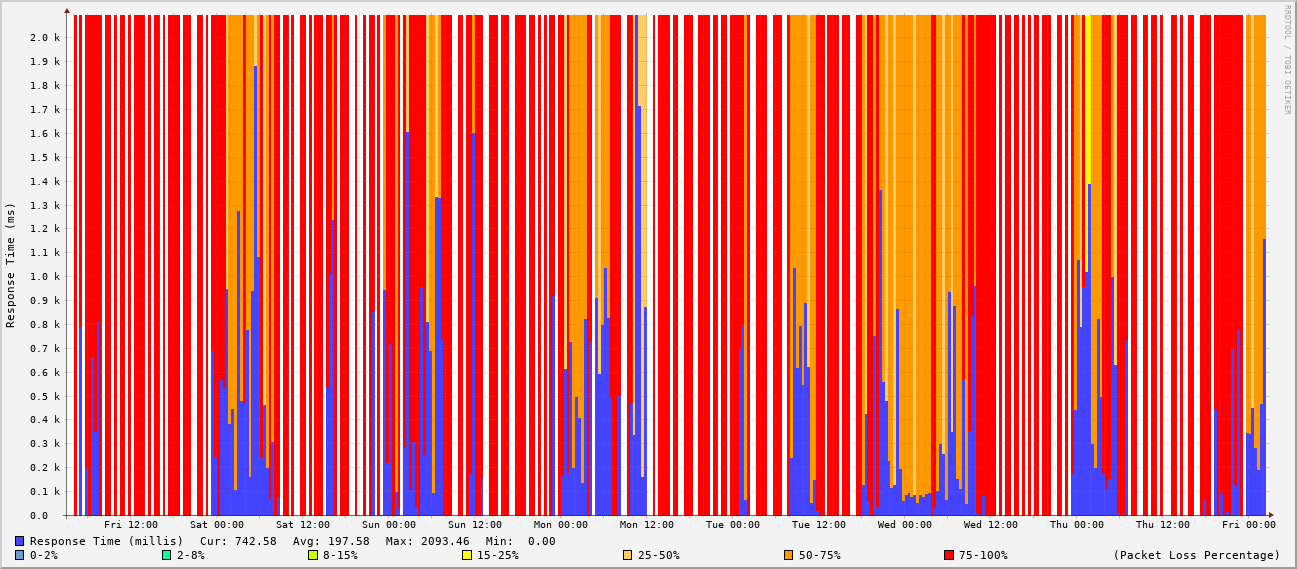 RRDTOOL / TOBI OETIKER
Response Time (ms)
2.0 k
1.9 k
1.8 k
1.7 k
1.6 k
1.5 k
1.4 k
1.3 k
1.2 k
1.1 k
1.0 k
0.9 k
0.8 k
0.7 k
0.6 k
0.5 k
0.4 k
0.3 k
0.2 k
0.1 k
0.0
Fri 12:00 Sat 00:00 Sat 12:00 Sun 00:00 Sun 12:00 Mon 00:00 Mon 12:00 Tue 00:00 Tue 12:00 Wed 00:00 Wed 12:00 Thu 00:00 Thu 12:00 Fri 00:00
Response Time (millis) Cur: 742.58 Avg: 197.58 Max: 2093.46 Min: 0.00
0-2% 2-8% 8-15% 15-25% 25-50% 50-75% 75-100% (Packet Loss Percentage)